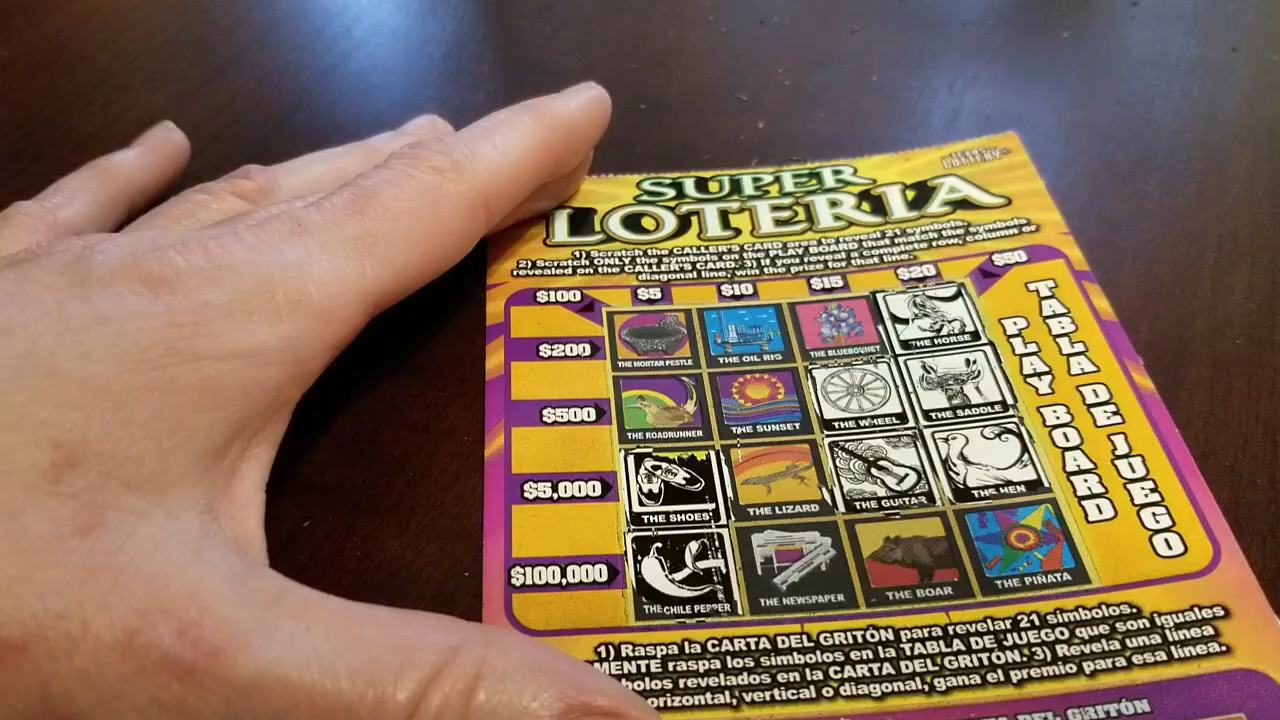 TEXAS LOTTERY
SUPER
LOTERIA
1) Scratch the CALLER'S CARD area to reveal 21 symbols.
2) Scratch ONLY the symbols on the PLAY BOARD that match the symbols
revealed on the CALLER'S CARD. 3) If you reveal a complete row, column or
diagonal line, win the prize for that line.
$100 $5 $10 $15 $20 $50
$200
$500
$5,000
$100,000
THE MORTAR PESTLE THE OIL RIG THE BLUEBONNET THE HORSE
THE ROADRUNNER THE SUNSET THE WHEEL THE SADDLE
THE SHOES THE LIZARD THE GUITAR THE HEN
THE CHILE PEPPER THE NEWSPAPER THE BOAR THE PIÑATA
TABLA DE JUEGO
PLAY BOARD
1) Raspa la CARTA DEL GRITÓN para revelar 21 símbolos.
MENTE raspa los símbolos en la TABLA DE JUEGO que son iguales
bolos revelados en la CARTA DEL GRITÓN. 3) Revela una línea
orizontal, vertical o diagonal, gana el premio para esa línea.
DEL GRITÓN